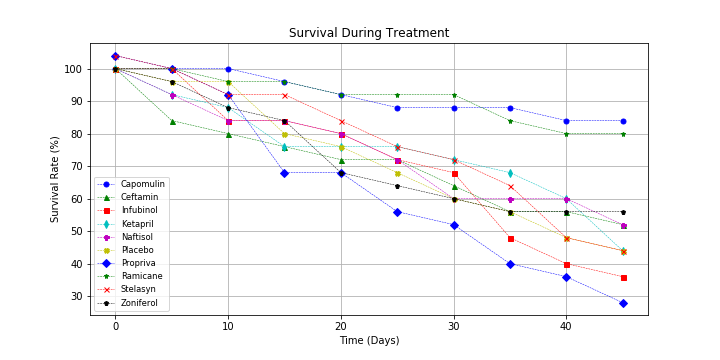 Survival During Treatment
Survival Rate (%)
100
90
80
70
60
50
40
30
Capomulin
Ceftamin
Infubinol
Ketapril
Naftisol
Placebo
Propriva
Ramicane
Stelasyn
Zoniferol
0 10 20 30 40
Time (Days)